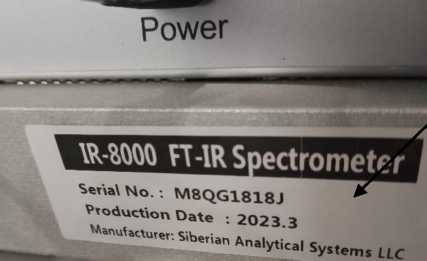 Power
IR-8000 FT-IR Spectrometer
Serial No. : M8QG1818J
Production Date : 2023.3
Manufacturer: Siberian Analytical Systems LLC